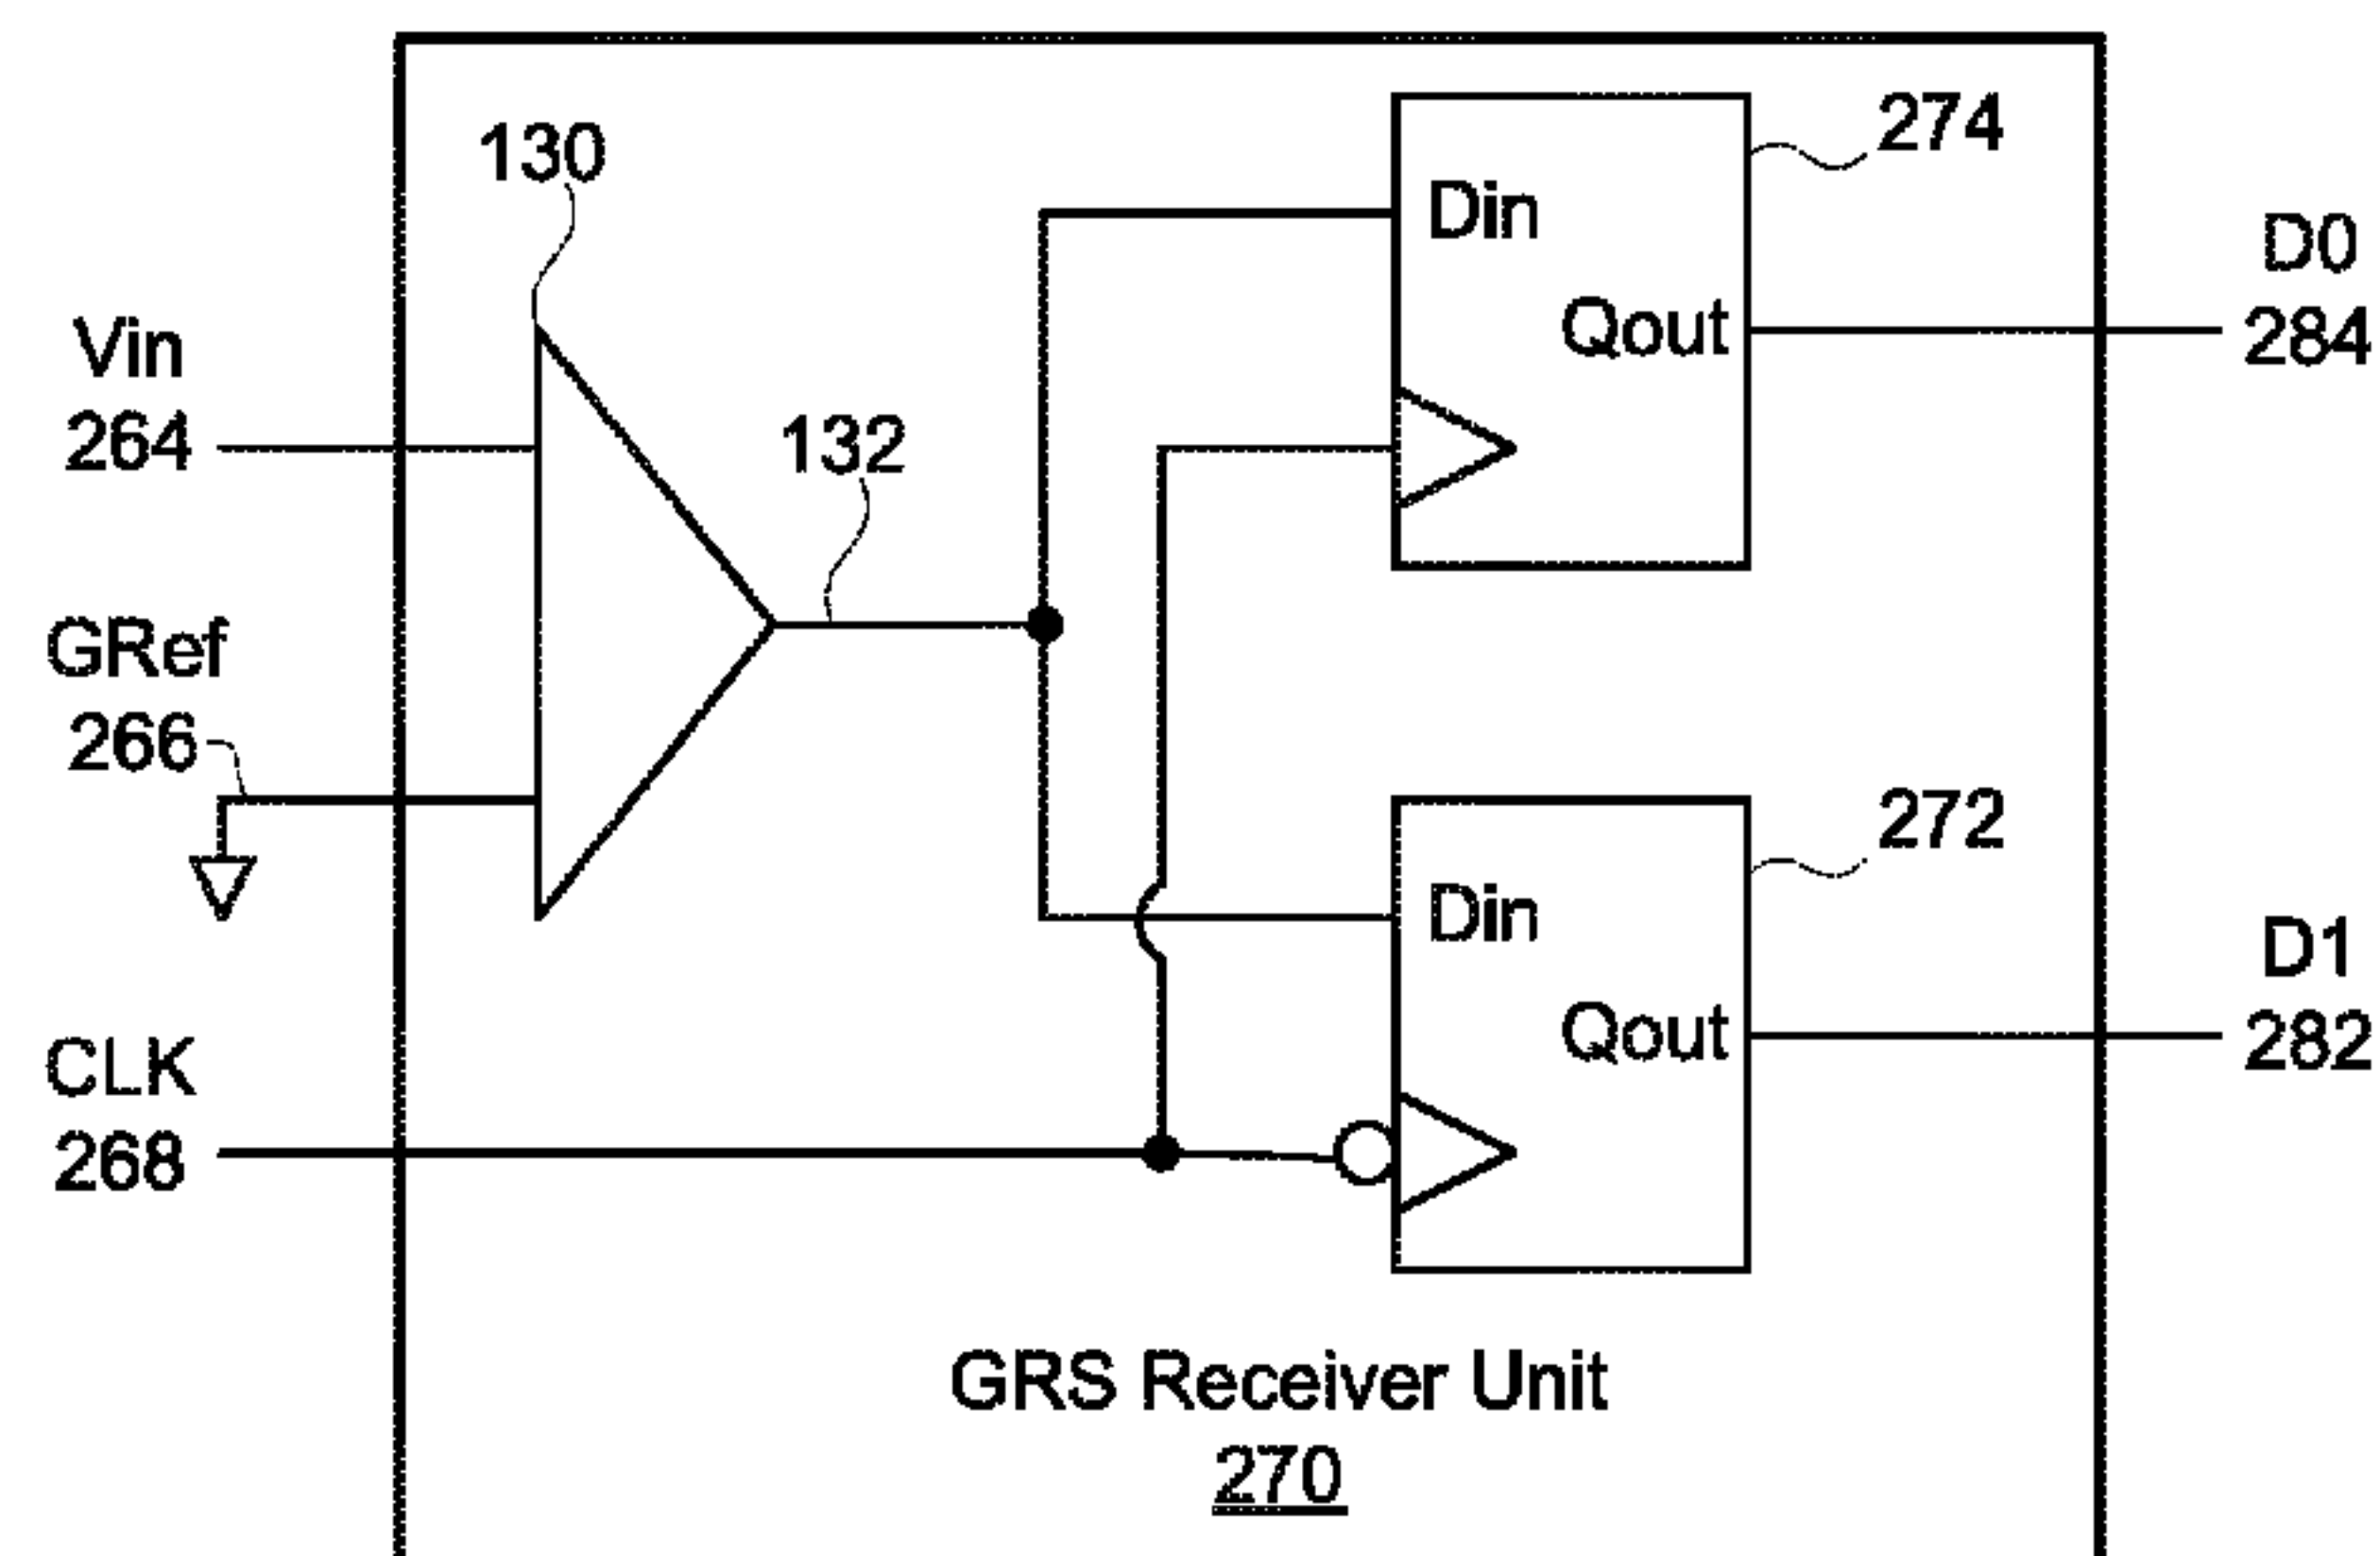 130
274
Din
D0
Vin
Qout
284
264
132
GRef
266
272
Din
D1
CLK
Qout
282
268
GRS Receiver Unit
270